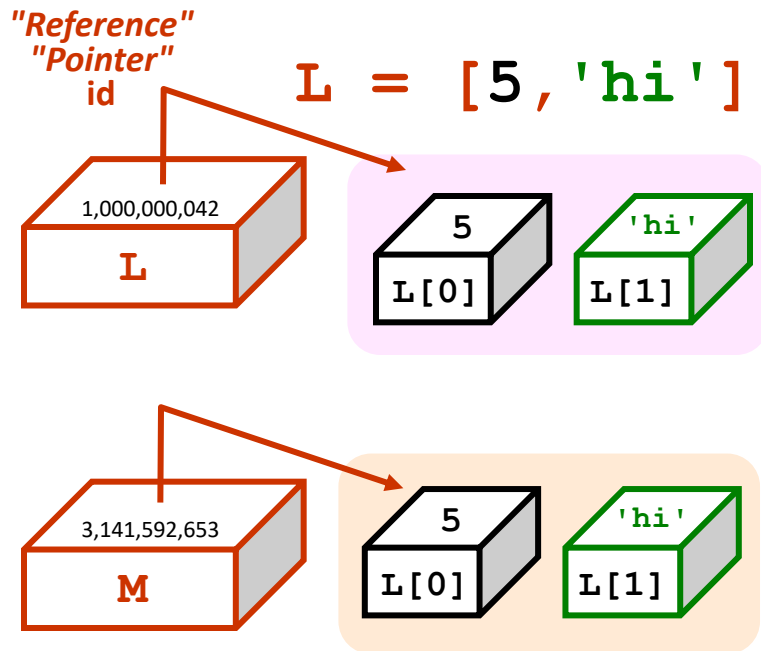 "Reference"
"Pointer"
id
L = [5,'hi']
1,000,000,042
L
5
L[0]
'hi'
L[1]
3,141,592,653
M
5
L[0]
'hi'
L[1]